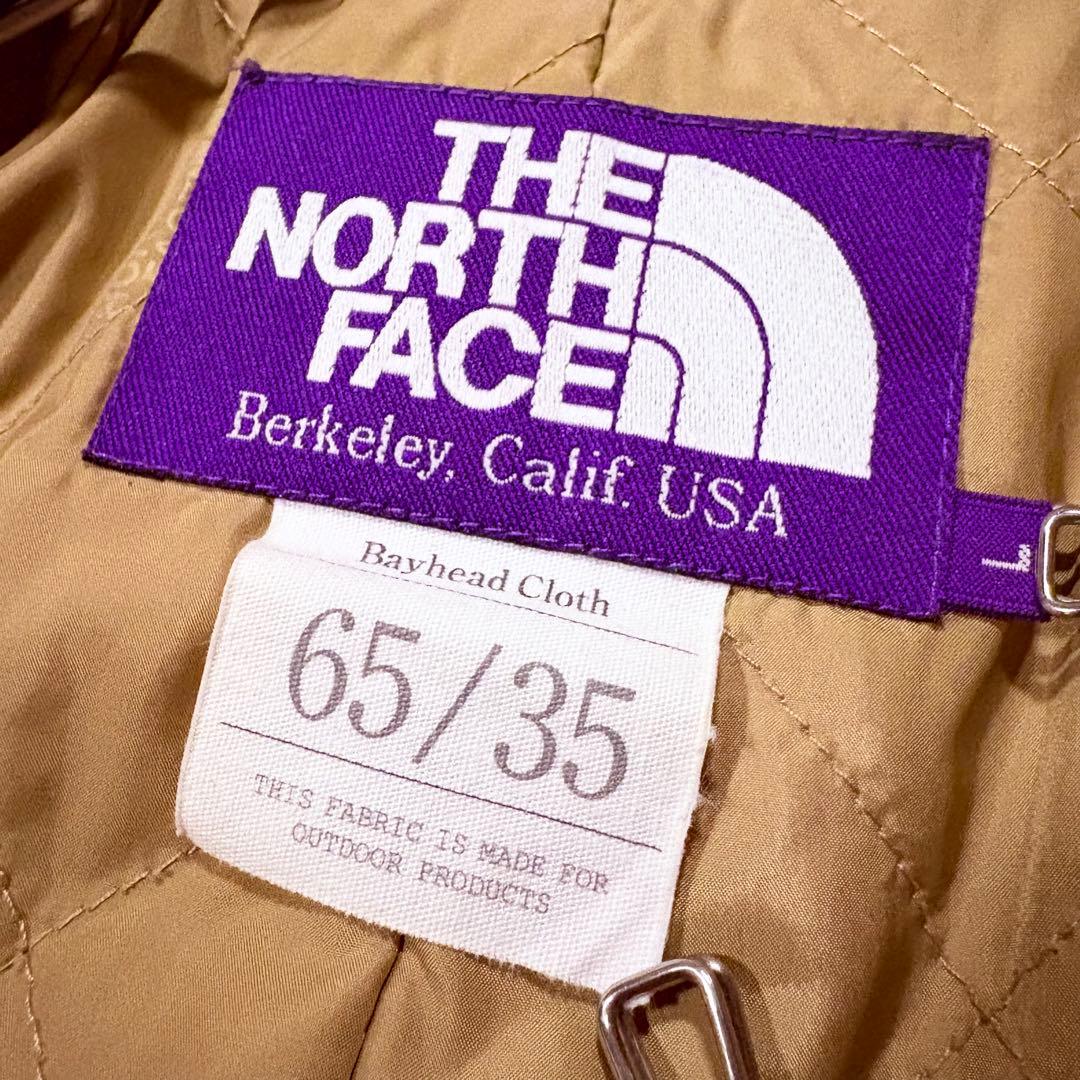 THE
NORTH
FACE
Berkeley, Calif. USA
L
Bayhead Cloth
65/35
THIS FABRIC IS MADE FOR
OUTDOOR PRODUCTS